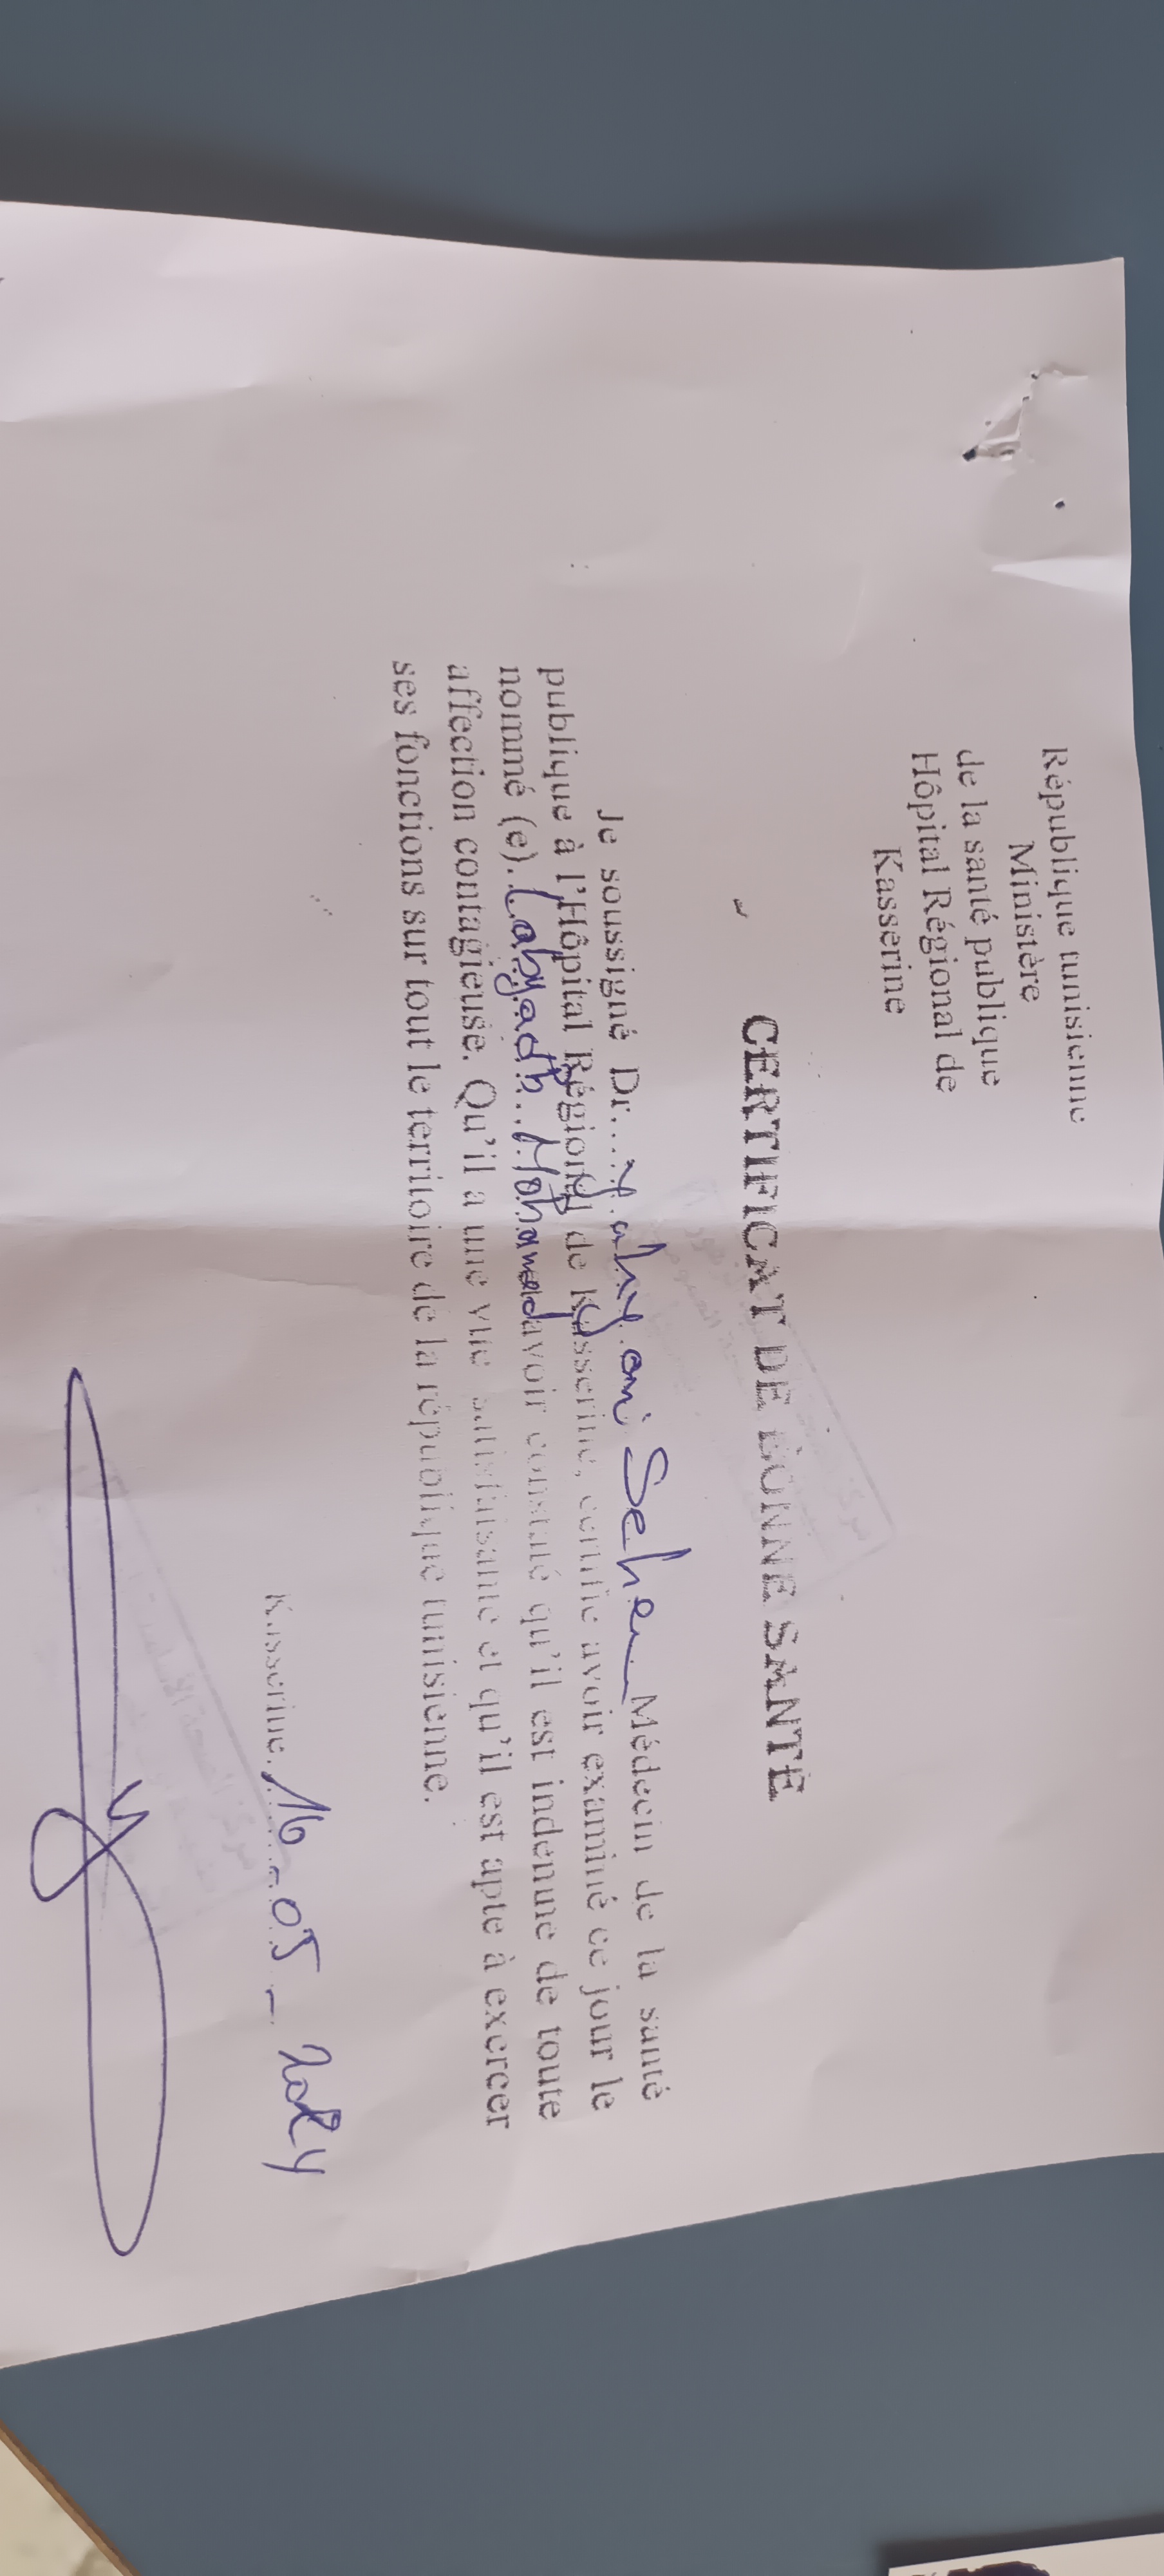 République tunisienne
Ministère
de la santé publique
Hôpital Régional de
Kasserine
CERTIFICAT DE BONNE SANTÉ
Je soussigné Dr... Yahyaoui Sehem Médecin de la santé
publique à l'Hôpital Régional de Kasserine, certifie avoir examiné ce jour le
nommé (e). Labyadh...Mohamed avoir constaté qu'il est indemne de toute
affection contagieuse. Qu'il a une vue satisfaisante et qu'il est apte à exercer
ses fonctions sur tout le territoire de la république tunisienne.
Kasserine, 16-05-2024